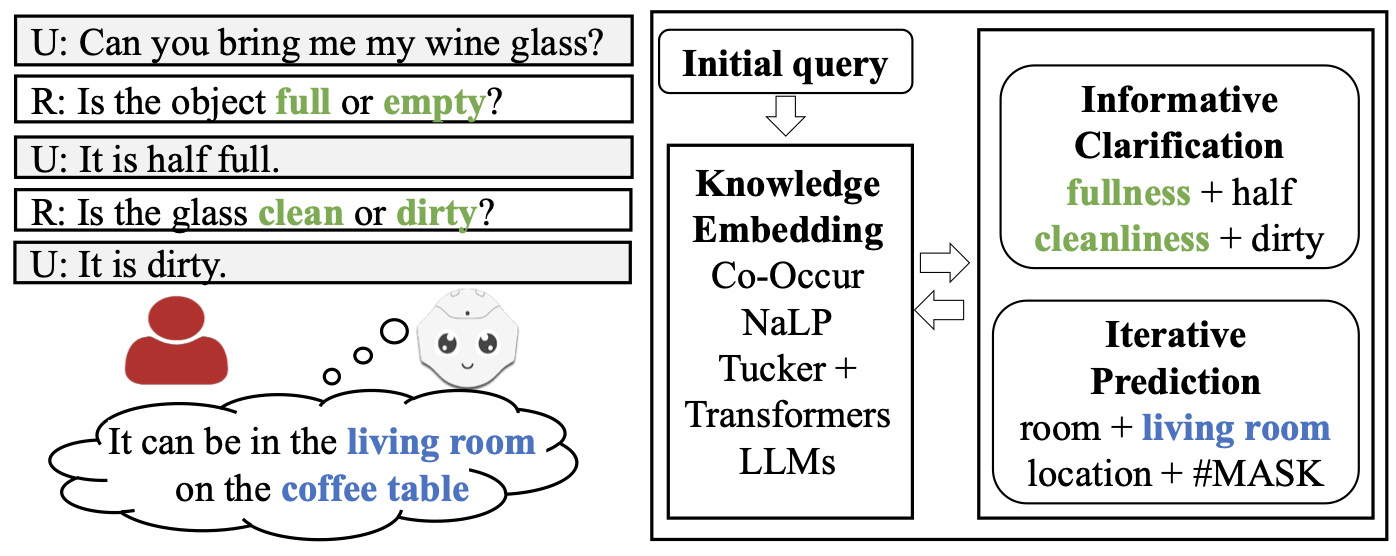 U: Can you bring me my wine glass?
R: Is the object full or empty?
U: It is half full.
R: Is the glass clean or dirty?
U: It is dirty.
It can be in the living room
on the coffee table
Initial query
Knowledge
Embedding
Co-Occur
NaLP
Tucker +
Transformers
LLMs
Informative
Clarification
fullness + half
cleanliness + dirty
Iterative
Prediction
room + living room
location + #MASK